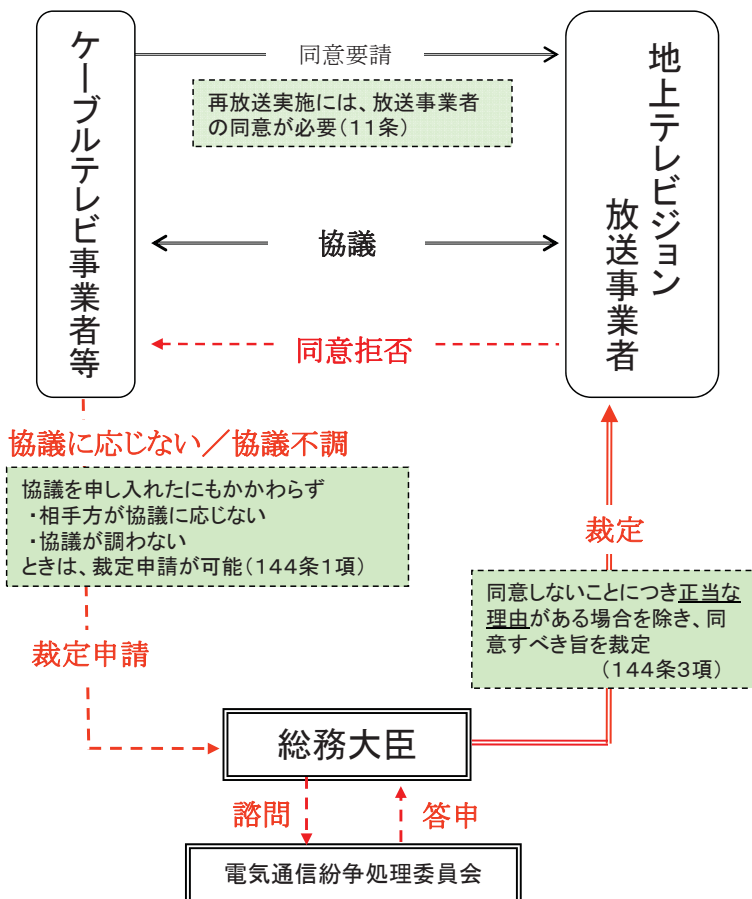 ケーブルテレビ事業者等
同意要請
地上テレビジョン
放送事業者
再放送実施には、放送事業者
の同意が必要(11条)
協議
同意拒否
協議に応じない／協議不調
協議を申し入れたにもかかわらず
・相手方が協議に応じない
・協議が調わない
ときは、裁定申請が可能(144条1項)
裁定
同意しないことにつき正当な
理由がある場合を除き、同
意すべき旨を裁定
(144条3項)
裁定申請
総務大臣
諮問
答申
電気通信紛争処理委員会